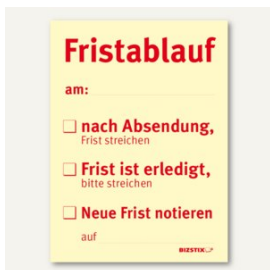 Fristablauf
am:
nach Absendung,
Frist streichen
Frist ist erledigt,
bitte streichen
Neue Frist notieren
auf
BIZSTIX